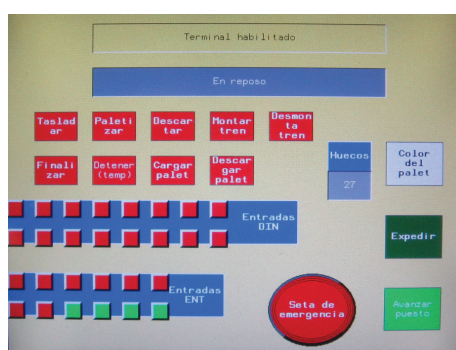 Terminal habilitado
En reposo
Taslad
ar
Paleti
zar
Descar
tar
Montar
tren
Desmon
ta
tren
Finali
zar
Detener
(temp)
Cargar
palet
Descar
gar
palet
Huecos
27
Color
del
palet
Entradas
DIN
Expedir
Entradas
ENT
Seta de
emergencia
Avanzar
puesto